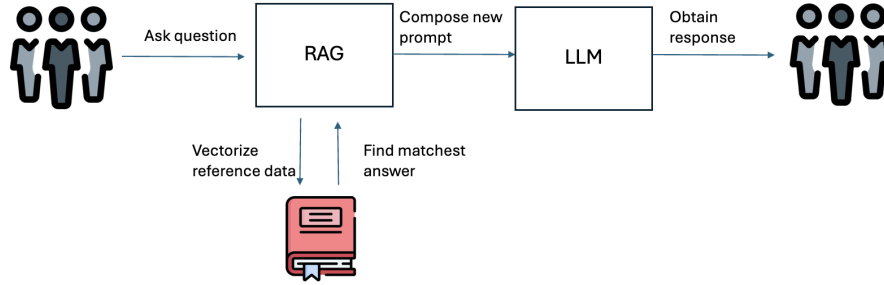 Ask question
RAG
Compose new
prompt
LLM
Obtain
response
Vectorize
reference data
Find matchest
answer